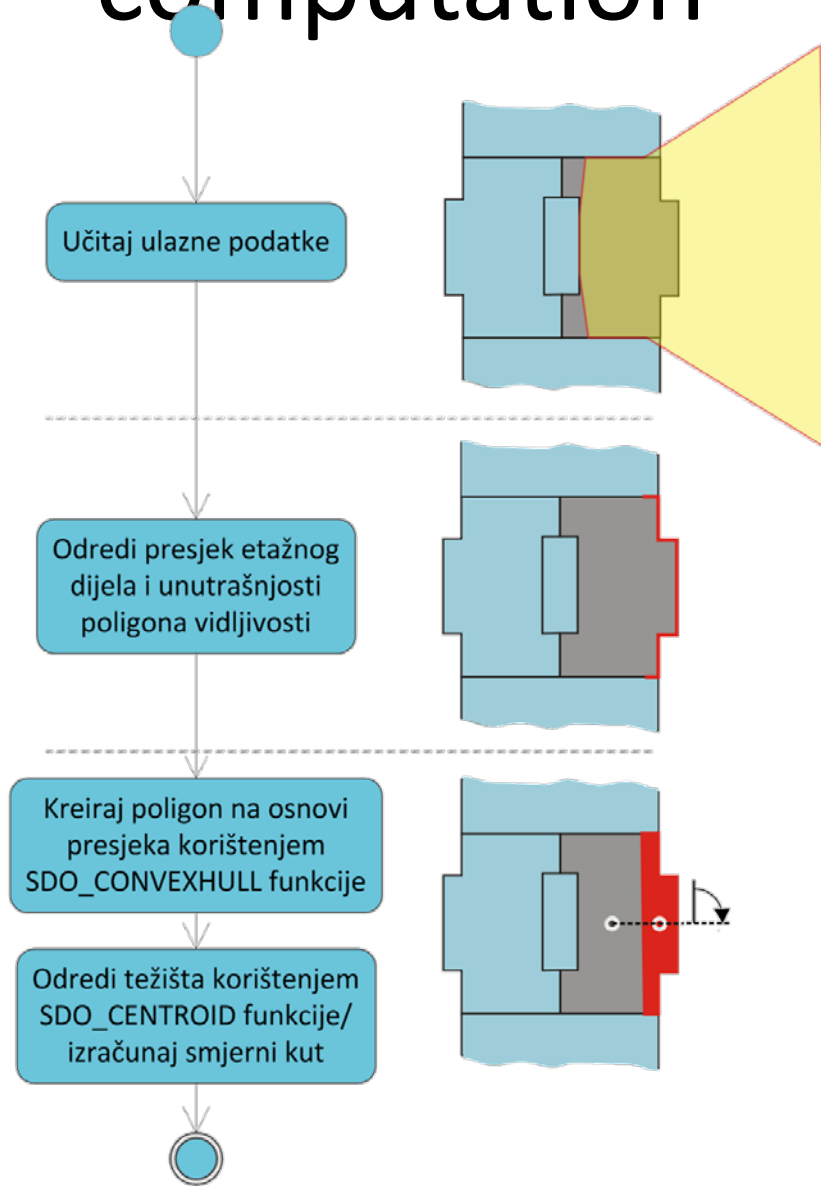 computation
Učitaj ulazne podatke
Odredi presjek etažnog
dijela i unutrašnjosti
poligona vidljivosti
Kreiraj poligon na osnovi
presjeka korištenjem
SDO_CONVEXHULL funkcije
Odredi težišta korištenjem
SDO_CENTROID funkcije/
izračunaj smjerni kut